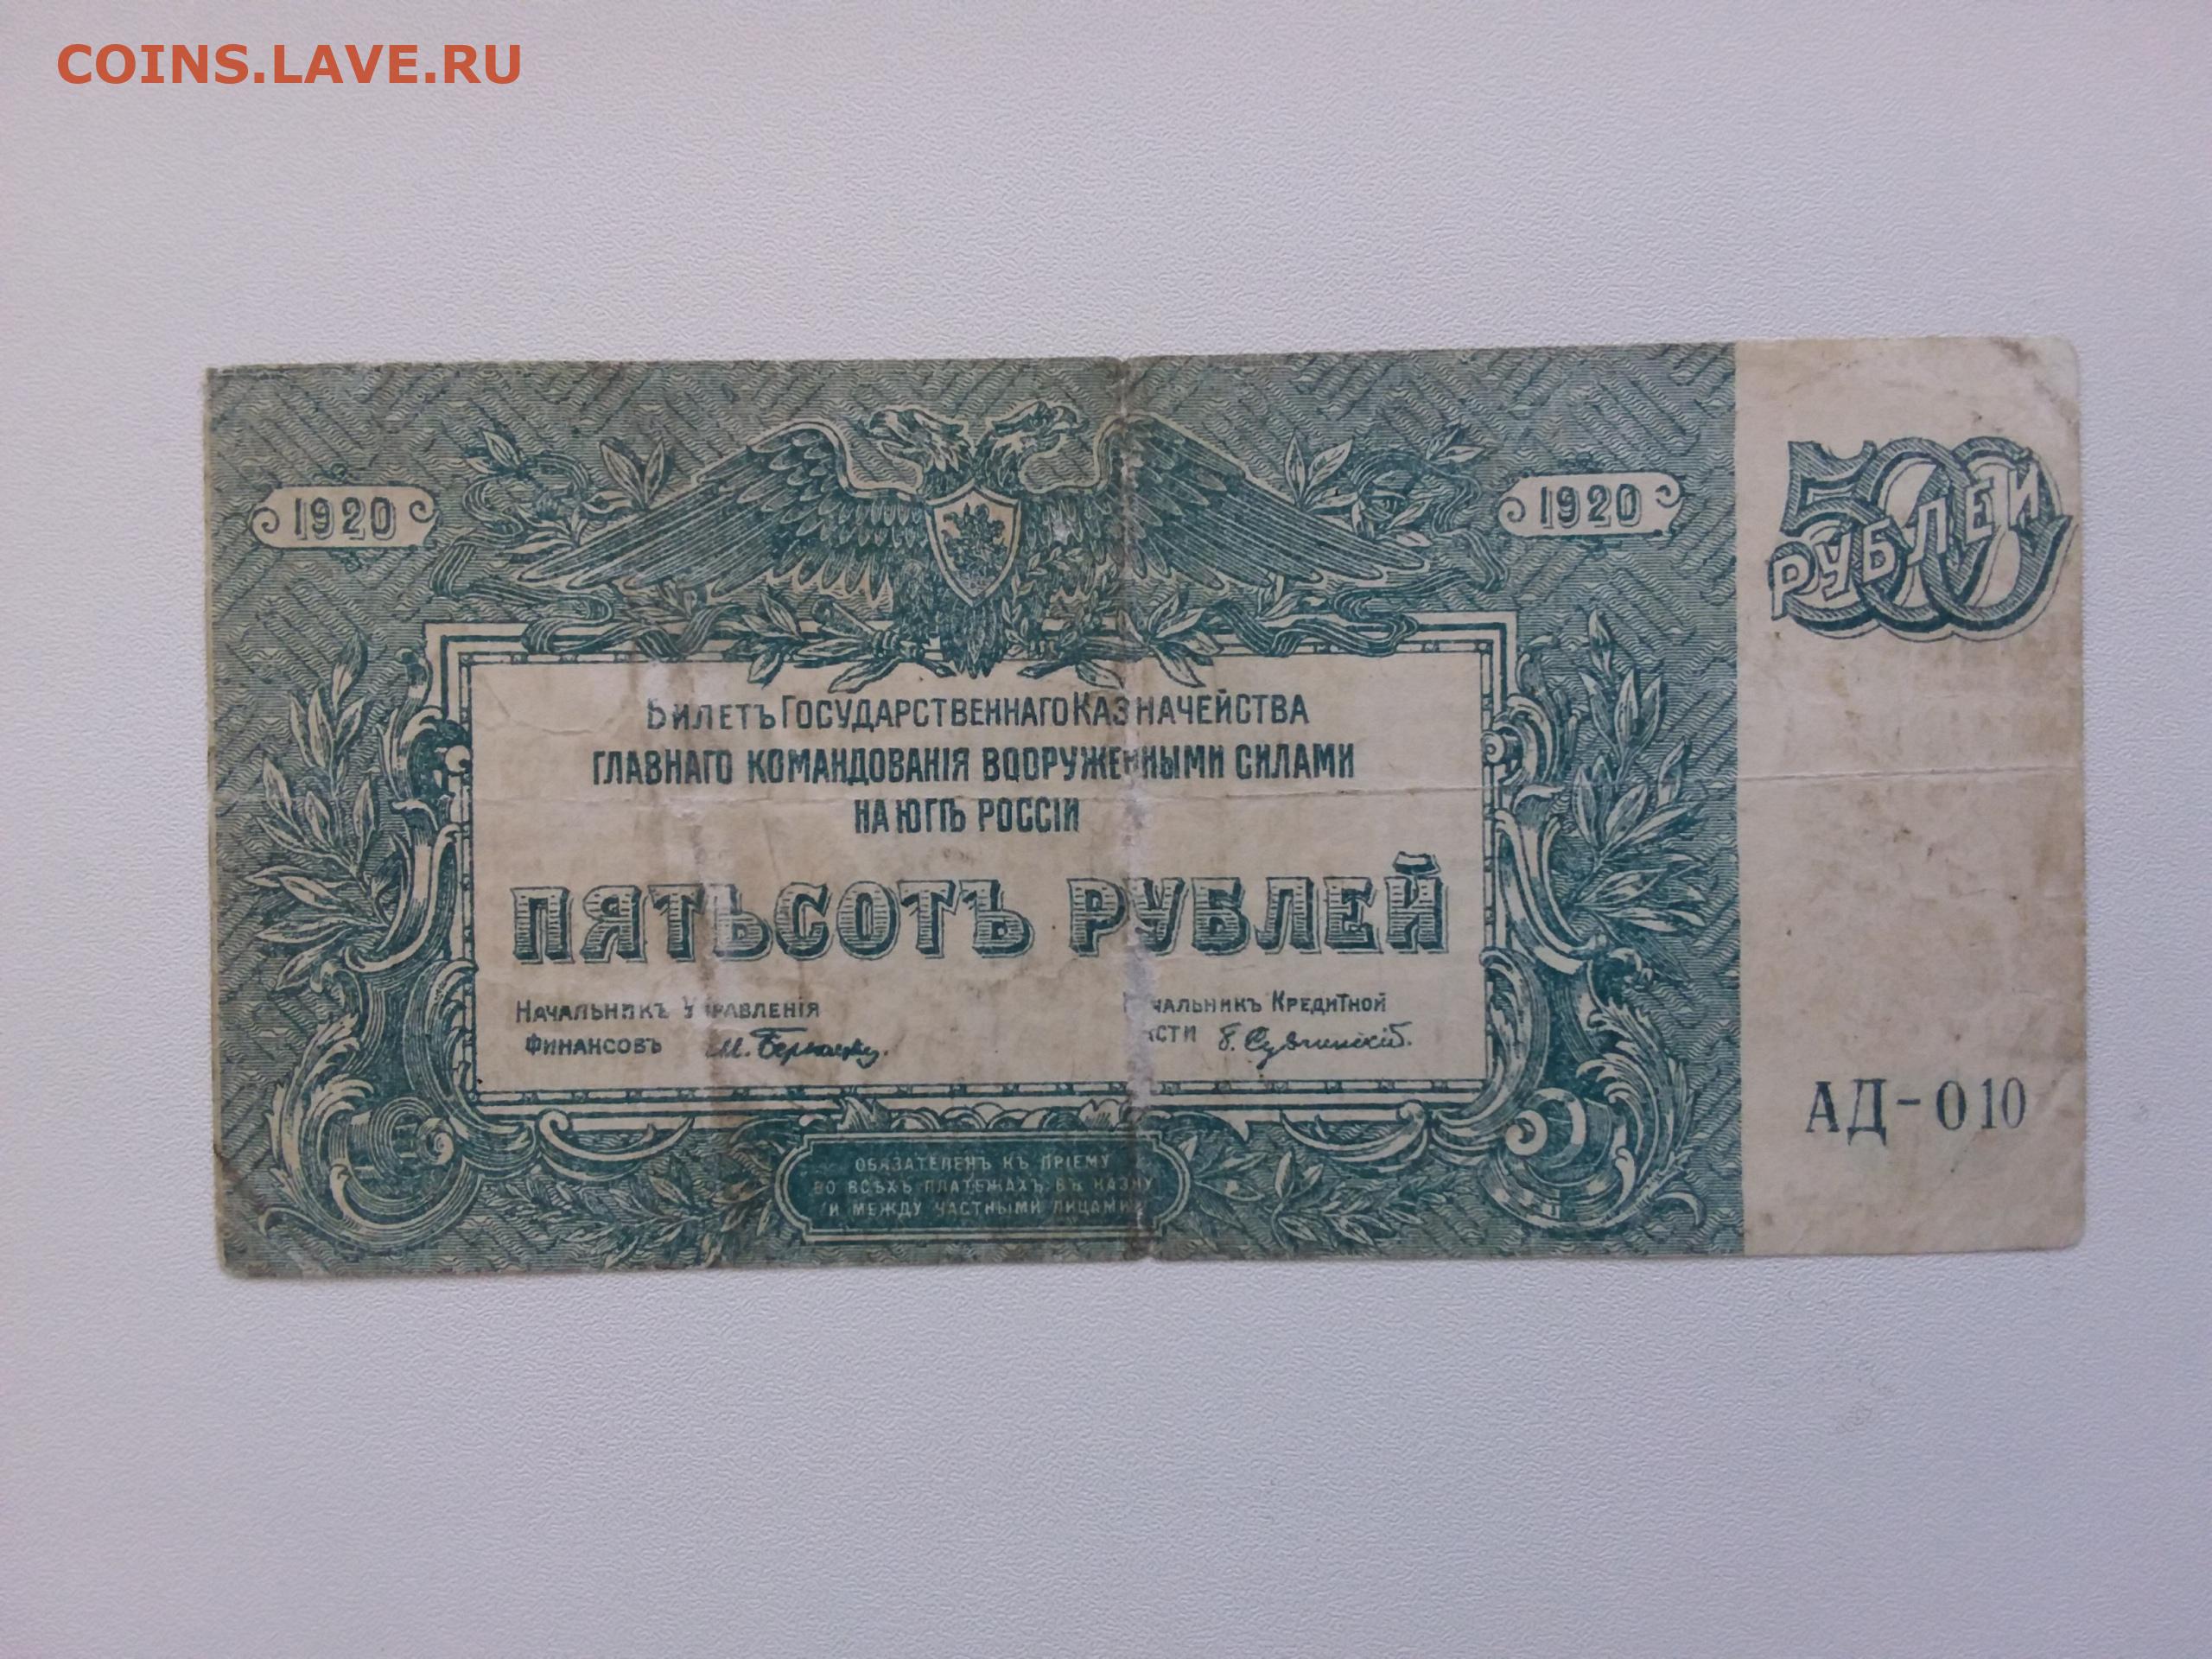 COINS.LAVE.RU
1920
1920
500
РУБЛЕЙ
Билетъ Государственнаго Казначейства
ГЛАВНАГО КОМАНДОВАНІЯ ВООРУЖЕННЫМИ СИЛАМИ
НА ЮГѢ РОССІИ
ПЯТЬСОТЪ РУБЛЕЙ
Начальникъ Управленія
Финансовъ М. Бернацкій.
Начальникъ Кредитной
Части
АД-010
ОБЯЗАТЕЛЕНЪ КЪ ПРІЕМУ
ВО ВСѢХЪ ПЛАТЕЖАХЪ ВЪ КАЗНУ
И МЕЖДУ ЧАСТНЫМИ ЛИЦАМИ